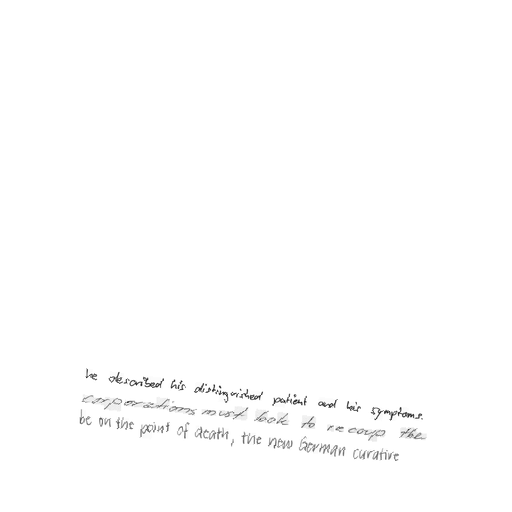 he described his distinguished patient and his symptoms.
corporations must look to recoup the
be on the point of death, the new German curative